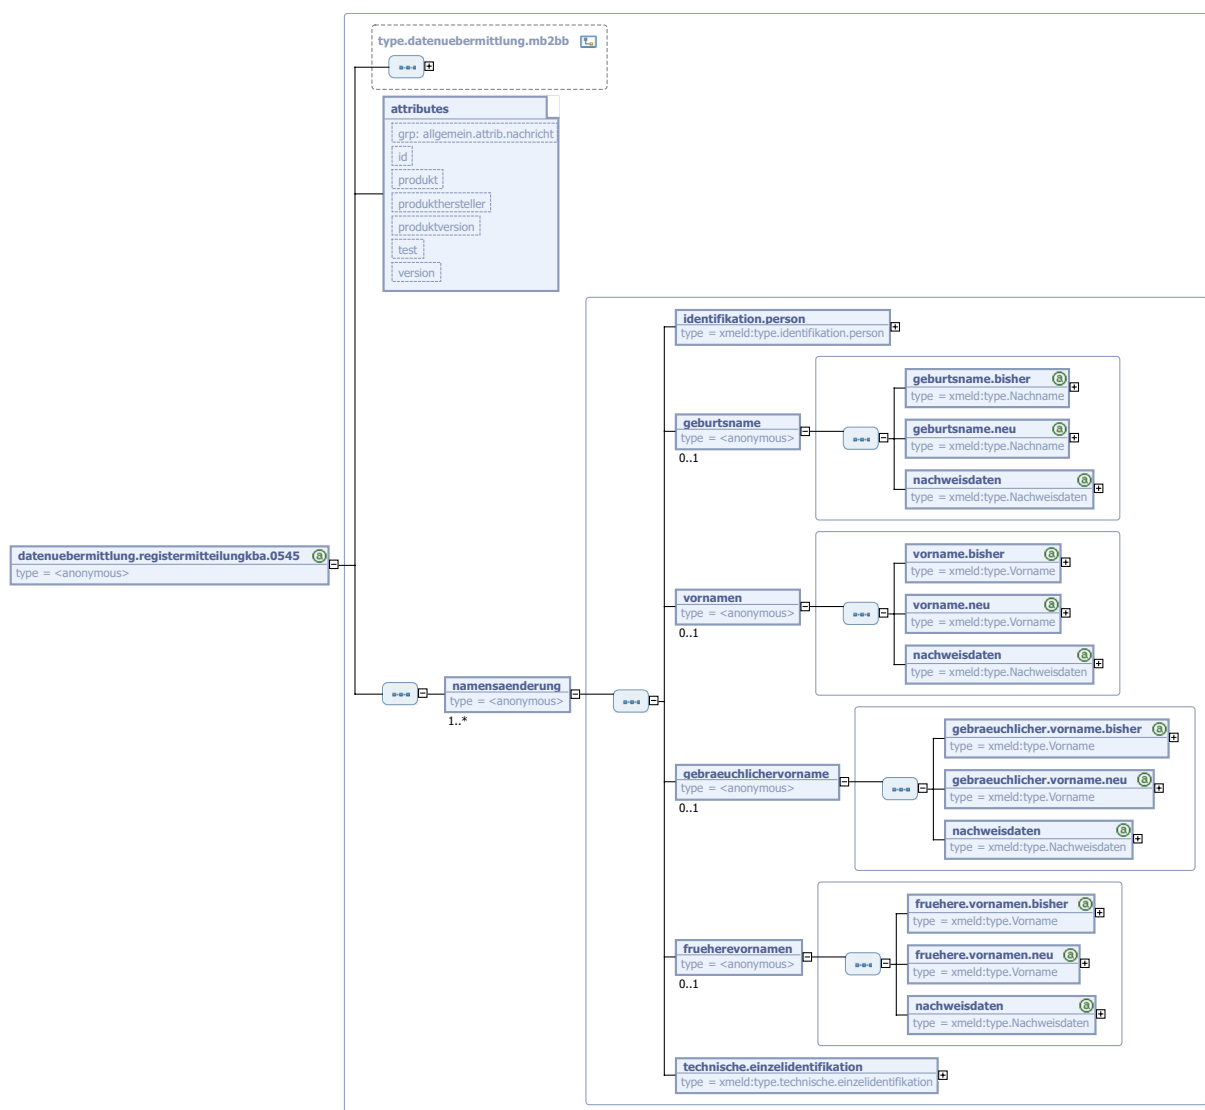 type.datenuebermittlung.mb2bb
attributes
grp: allgemein.attrib.nachricht
id
produkt
produkthersteller
produktversion
test
version
identifikation.person
type = xmeld:type.identifikation.person
geburtsname.bisher
type = xmeld:type.Nachname
geburtsname
type = <anonymous>
0..1
geburtsname.neu
type = xmeld:type.Nachname
nachweisdaten
type = xmeld:type.Nachweisdaten
datenuebermittlung.registermitteilungkba.0545
type = <anonymous>
vorname.bisher
type = xmeld:type.Vorname
vornamen
type = <anonymous>
0..1
vorname.neu
type = xmeld:type.Vorname
nachweisdaten
type = xmeld:type.Nachweisdaten
namensaenderung
type = <anonymous>
1..*
gebraeuchlicher.vorname.bisher
type = xmeld:type.Vorname
gebraeuchlichervorname
type = <anonymous>
0..1
gebraeuchlicher.vorname.neu
type = xmeld:type.Vorname
nachweisdaten
type = xmeld:type.Nachweisdaten
fruehere.vornamen.bisher
type = xmeld:type.Vorname
frueherevornamen
type = <anonymous>
0..1
fruehere.vornamen.neu
type = xmeld:type.Vorname
nachweisdaten
type = xmeld:type.Nachweisdaten
technische.einzelidentifikation
type = xmeld:type.technische.einzelidentifikation